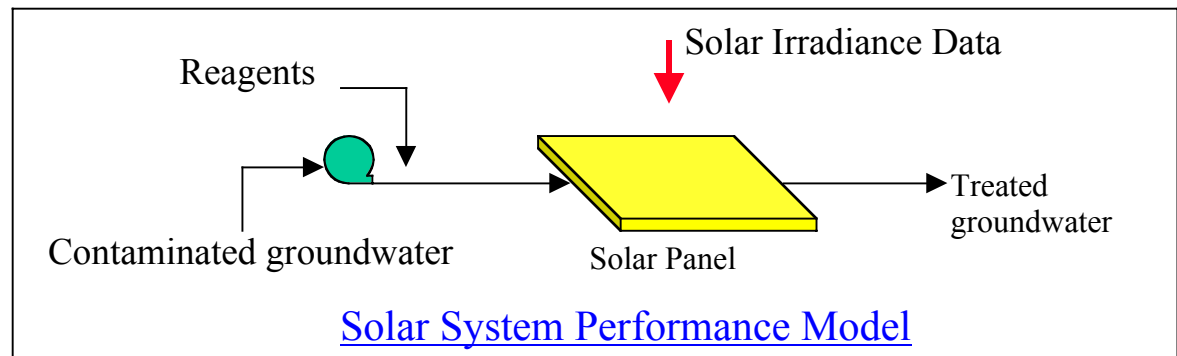 Solar Irradiance Data
Reagents
Contaminated groundwater
Solar Panel
Treated
groundwater
Solar System Performance Model